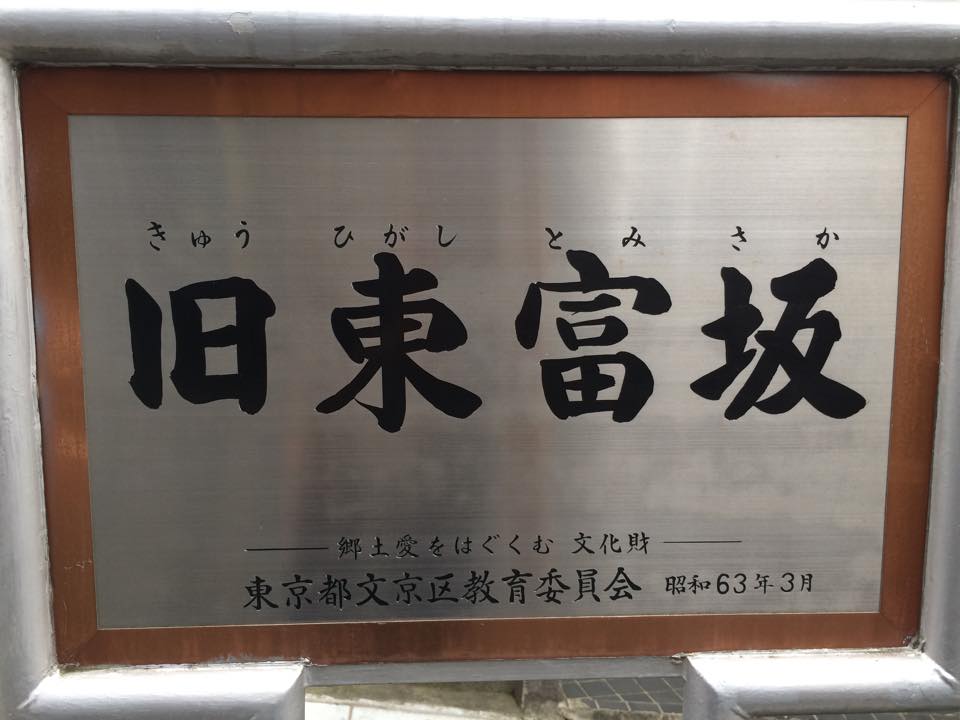 きゅう ひがし とみ さか
旧東富坂
郷土愛をはぐくむ 文化財
東京都文京区教育委員会 昭和63年3月